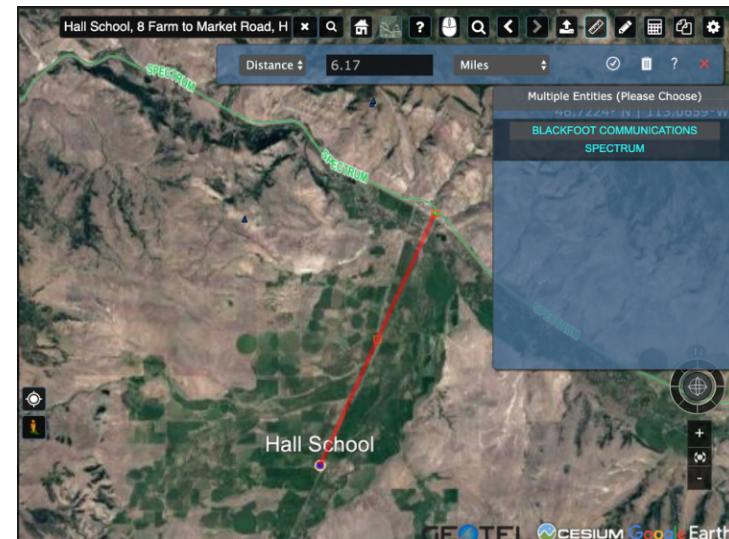 Hall School, 8 Farm to Market Road, H
Distance
6.17
Miles
?
Multiple Entities (Please Choose)
BLACKFOOT COMMUNICATIONS
SPECTRUM
SPECTRUM
SPECTRUM
SPECTRUM
Hall School
GEOTEL
CESIUM
Google Earth